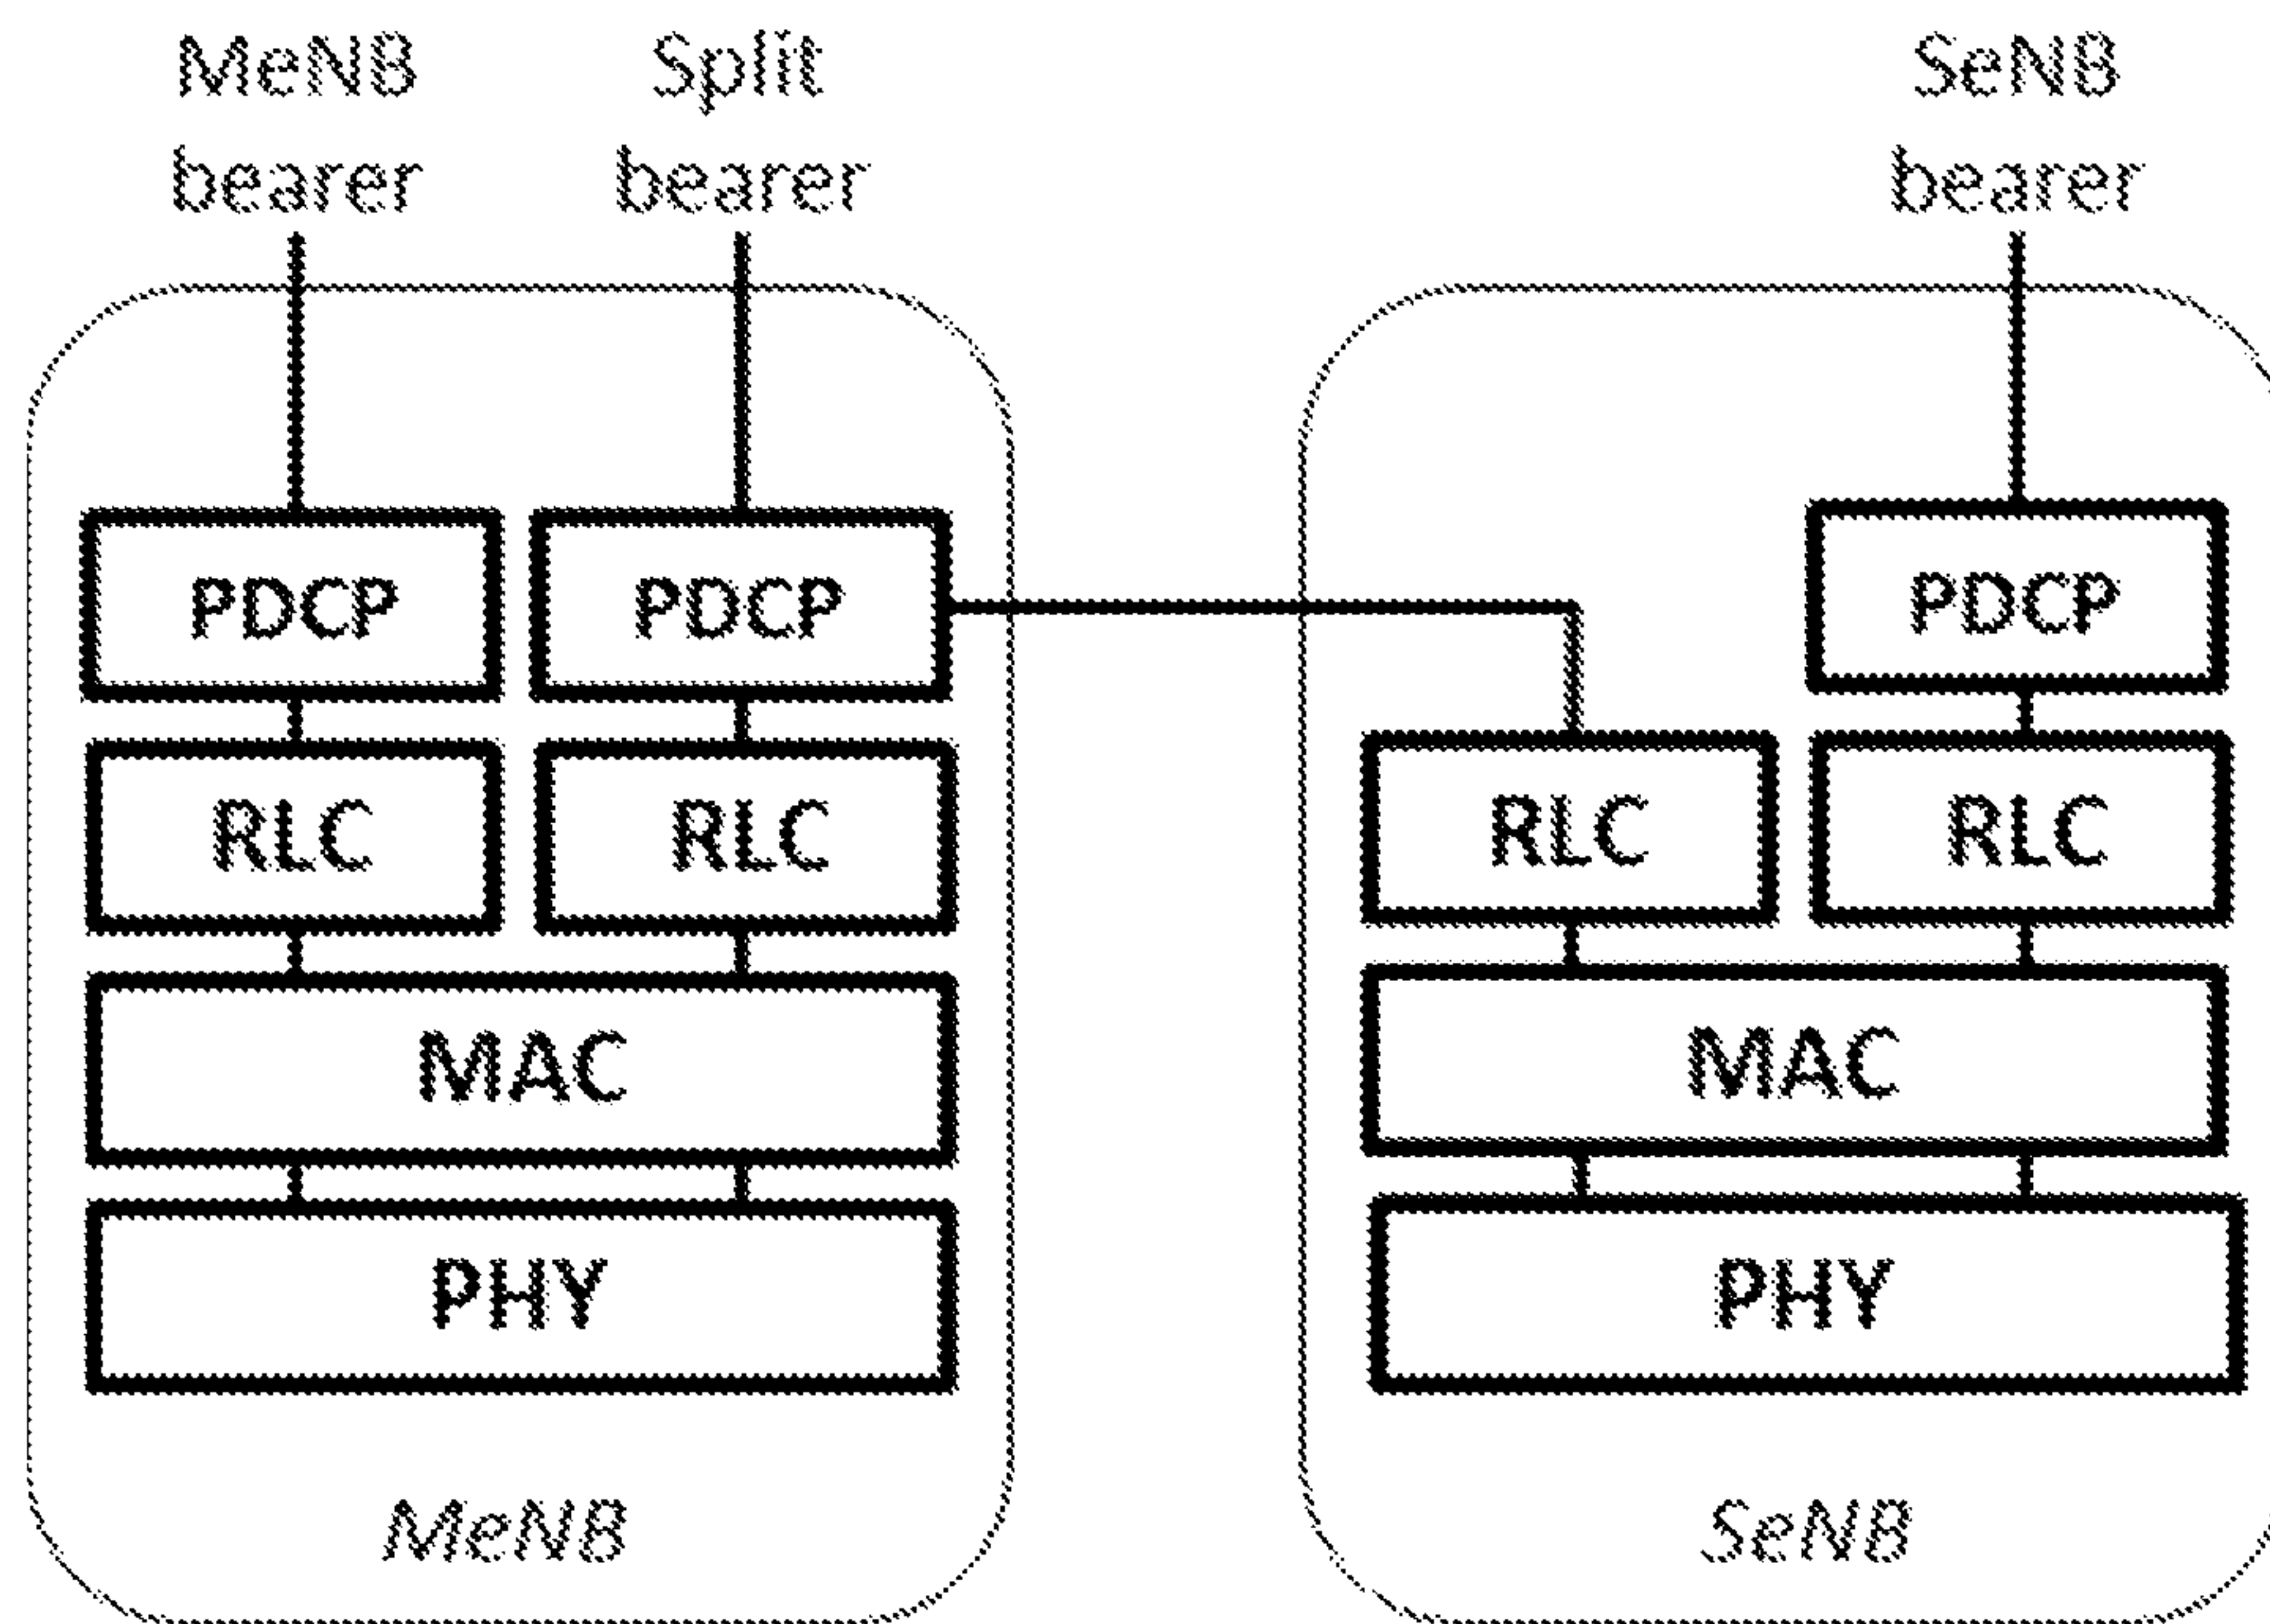 MeNB
bearer
Split
bearer
SeNB
bearer
PDCP
PDCP
PDCP
RLC
RLC
RLC
RLC
MAC
MAC
PHY
PHY
MeNB
SeNB